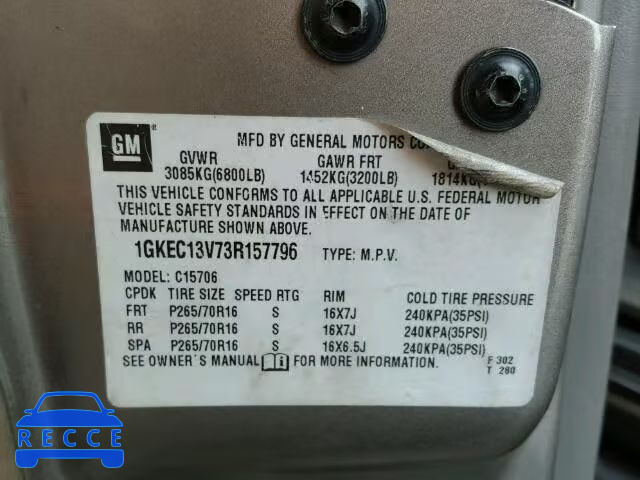 GM
MFD BY GENERAL MOTORS CO
GVWR GAWR FRT
3085KG(6800LB) 1452KG(3200LB) 1814KG(
THIS VEHICLE CONFORMS TO ALL APPLICABLE U.S. FEDERAL MOTOR
VEHICLE SAFETY STANDARDS IN EFFECT ON THE DATE OF
MANUFACTURE SHOWN ABOVE.
1GKEC13V73R157796 TYPE: M.P.V.
MODEL: C15706
CPDK TIRE SIZE SPEED RTG RIM COLD TIRE PRESSURE
FRT P265/70R16 S 16X7J 240KPA(35PSI)
RR P265/70R16 S 16X7J 240KPA(35PSI)
SPA P265/70R16 S 16X6.5J 240KPA(35PSI)
SEE OWNER'S MANUAL FOR MORE INFORMATION.
F 302
T 280
RECCE